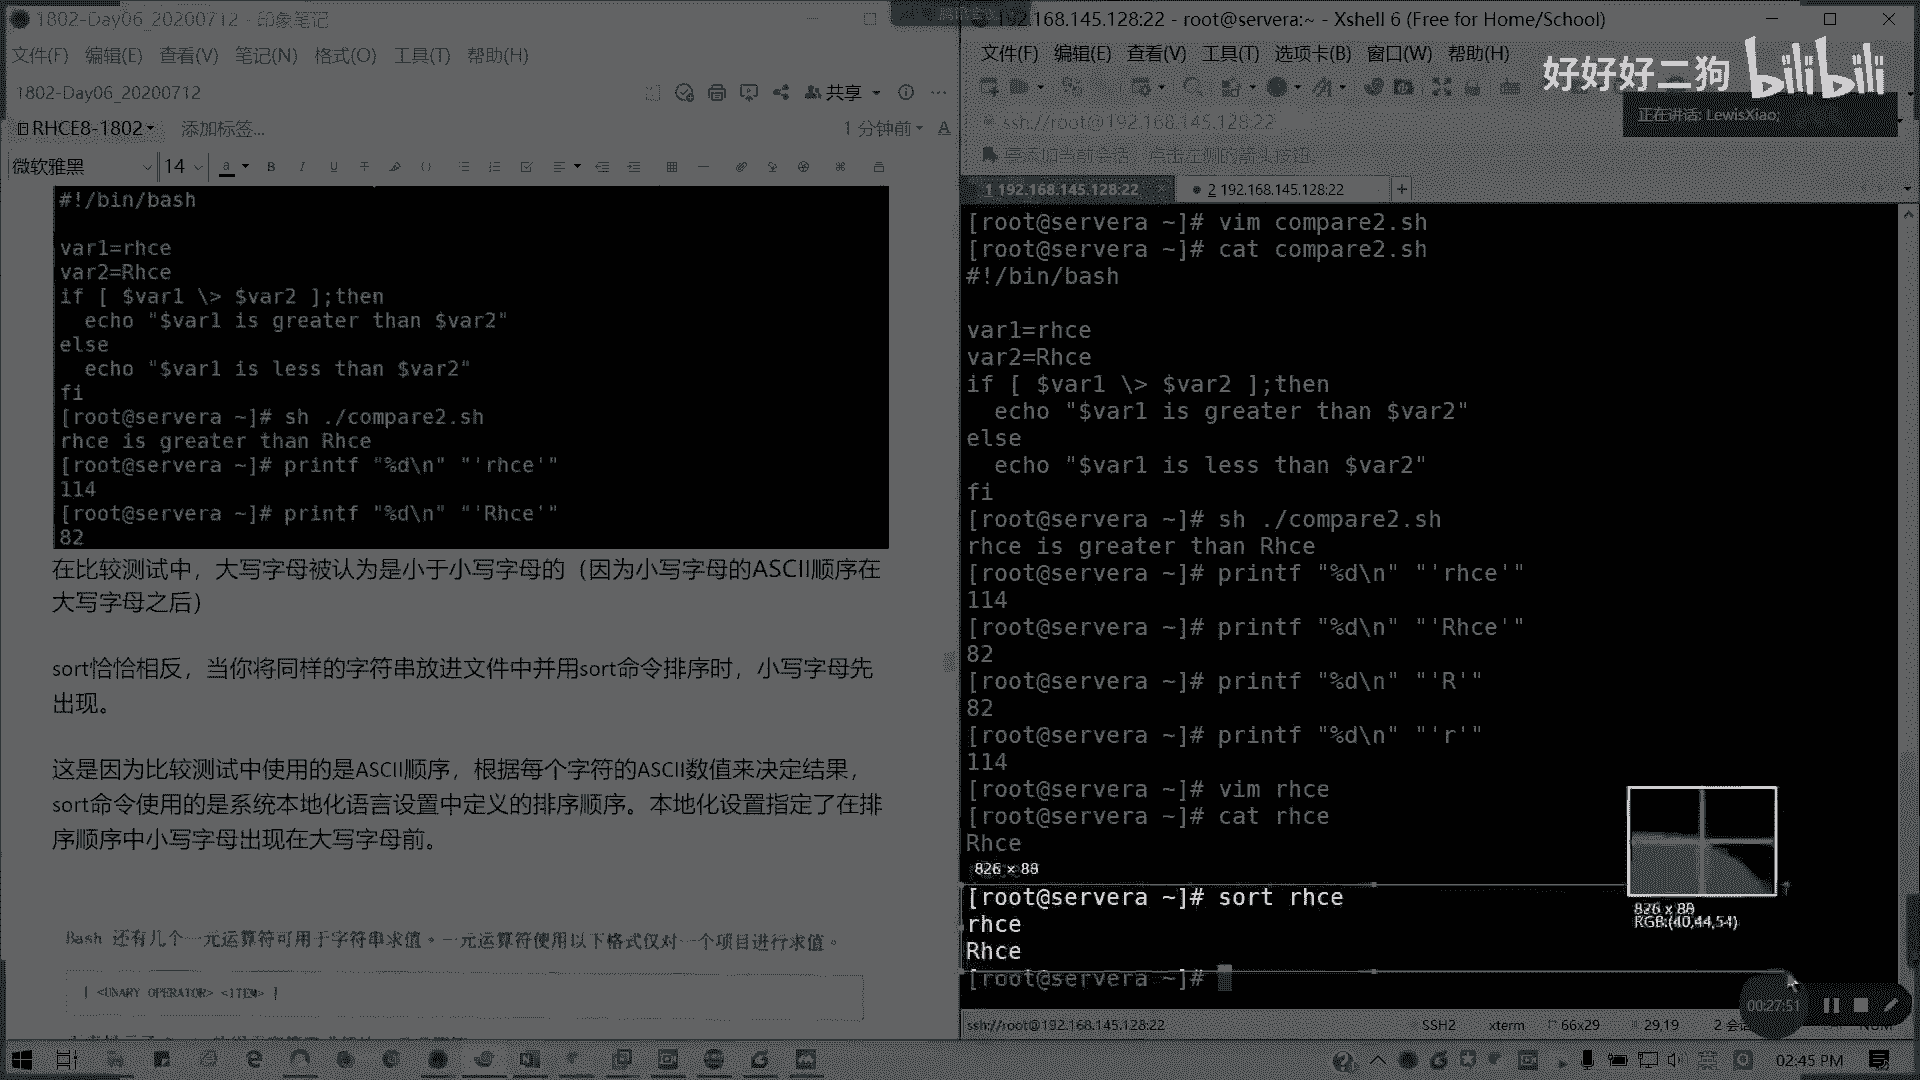 1802-Day06_20200712 - 印象笔记
文件(F) 编辑(E) 查看(V) 笔记(N) 格式(O) 工具(T) 帮助(H)
1802-Day06_20200712
共享
RHCE8-1802
添加标签...
1 分钟前
微软雅黑 14
#!/bin/bash
var1=rhce
var2=Rhce
if [ $var1 \> $var2 ];then
  echo "$var1 is greater than $var2"
else
  echo "$var1 is less than $var2"
fi
[root@servera ~]# sh ./compare2.sh
rhce is greater than Rhce
[root@servera ~]# printf "%d\n" "'rhce'"
114
[root@servera ~]# printf "%d\n" "'Rhce'"
82
在比较测试中，大写字母被认为是小于小写字母的（因为小写字母的ASCII顺序在
大写字母之后）
sort恰恰相反，当你将同样的字符串放进文件中并用sort命令排序时，小写字母先
出现。
这是因为比较测试中使用的是ASCII顺序，根据每个字符的ASCII数值来决定结果，
sort命令使用的是系统本地化语言设置中定义的排序顺序。本地化设置指定了在排
序顺序中小写字母出现在大写字母前。
Bash 还有几个一元运算符可用于字符串求值。一元运算符使用以下格式仅对一个项目进行求值。
[ <UNARY OPERATOR> <ITEM> ]
192.168.145.128:22 - root@servera:~ - Xshell 6 (Free for Home/School)
文件(F) 编辑(E) 查看(V) 工具(T) 选项卡(B) 窗口(W) 帮助(H)
好好好二狗 bilibili
正在讲话: LewisXiao;
ssh://root@192.168.145.128:22
要添加当前会话，点击左侧的箭头按钮。
1 192.168.145.128:22
2 192.168.145.128:22
[root@servera ~]# vim compare2.sh
[root@servera ~]# cat compare2.sh
#!/bin/bash
var1=rhce
var2=Rhce
if [ $var1 \> $var2 ];then
  echo "$var1 is greater than $var2"
else
  echo "$var1 is less than $var2"
fi
[root@servera ~]# sh ./compare2.sh
rhce is greater than Rhce
[root@servera ~]# printf "%d\n" "'rhce'"
114
[root@servera ~]# printf "%d\n" "'Rhce'"
82
[root@servera ~]# printf "%d\n" "'R'"
82
[root@servera ~]# printf "%d\n" "'r'"
114
[root@servera ~]# vim rhce
[root@servera ~]# cat rhce
Rhce
826 × 88
[root@servera ~]# sort rhce
rhce
Rhce
[root@servera ~]#
826 x 88
RGB:(40,44,54)
00:27:51
ssh://root@192.168.145.128:22 SSH2 xterm 66x29 29,19 NUM
02:45 PM